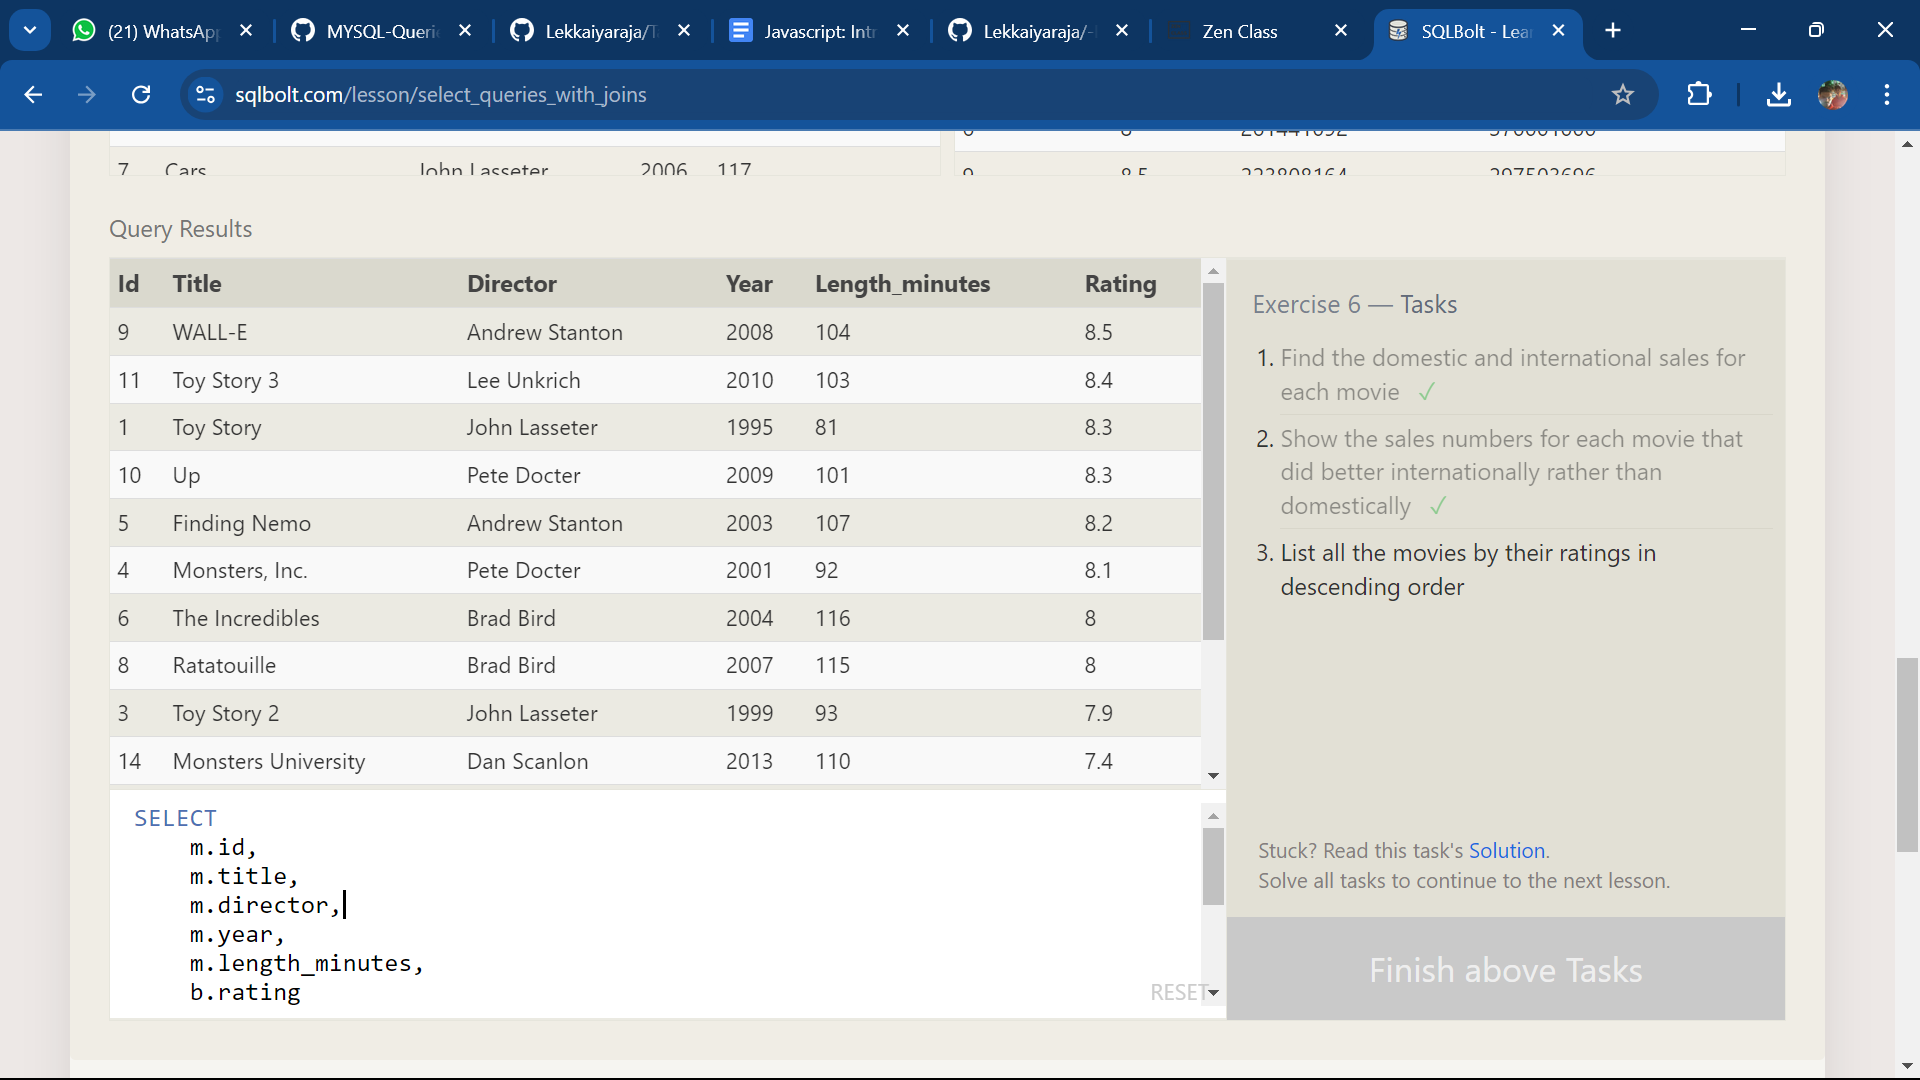 (21) WhatsApp
MYSQL-Querie
Lekkaiyaraja/T
Javascript: Intr
Lekkaiyaraja/-
Zen Class
SQLBolt - Lear
sqlbolt.com/lesson/select_queries_with_joins
7 Cars John Lasseter 2006 117
9 8.5 223808164 297503696
Query Results
Id Title Director Year Length_minutes Rating
9 WALL-E Andrew Stanton 2008 104 8.5
11 Toy Story 3 Lee Unkrich 2010 103 8.4
1 Toy Story John Lasseter 1995 81 8.3
10 Up Pete Docter 2009 101 8.3
5 Finding Nemo Andrew Stanton 2003 107 8.2
4 Monsters, Inc. Pete Docter 2001 92 8.1
6 The Incredibles Brad Bird 2004 116 8
8 Ratatouille Brad Bird 2007 115 8
3 Toy Story 2 John Lasseter 1999 93 7.9
14 Monsters University Dan Scanlon 2013 110 7.4
SELECT
m.id,
m.title,
m.director,
m.year,
m.length_minutes,
b.rating
RESET
Exercise 6 — Tasks
1. Find the domestic and international sales for
each movie ✓
2. Show the sales numbers for each movie that
did better internationally rather than
domestically ✓
3. List all the movies by their ratings in
descending order
Stuck? Read this task's Solution.
Solve all tasks to continue to the next lesson.
Finish above Tasks